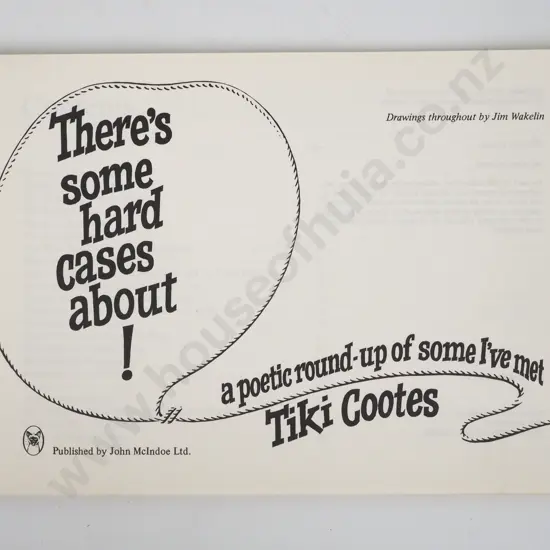 There's
some
hard
cases
about
!
Drawings throughout by Jim Wakelin
a poetic round-up of some I've met
Tiki Cootes
Published by John McIndoe Ltd.
www.houseofhuia.co.nz